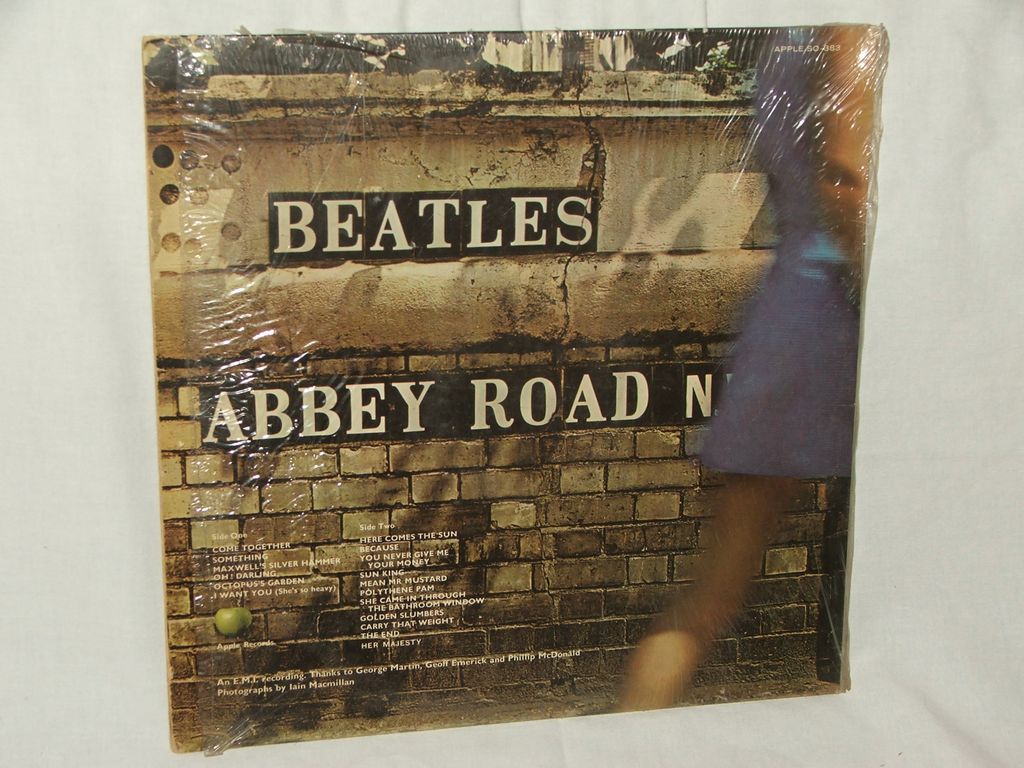 APPLE SO-383
BEATLES
ABBEY ROAD N
Side One
COME TOGETHER
SOMETHING
MAXWELL'S SILVER HAMMER
OH! DARLING
OCTOPUS'S GARDEN
I WANT YOU (She's so heavy)
Apple Records
Side Two
HERE COMES THE SUN
BECAUSE
YOU NEVER GIVE ME
YOUR MONEY
SUN KING
MEAN MR MUSTARD
POLYTHENE PAM
SHE CAME IN THROUGH
THE BATHROOM WINDOW
GOLDEN SLUMBERS
CARRY THAT WEIGHT
THE END
HER MAJESTY
An E.M.I. recording. Thanks to George Martin, Geoff Emerick and Phillip McDonald
Photographs by Iain Macmillan